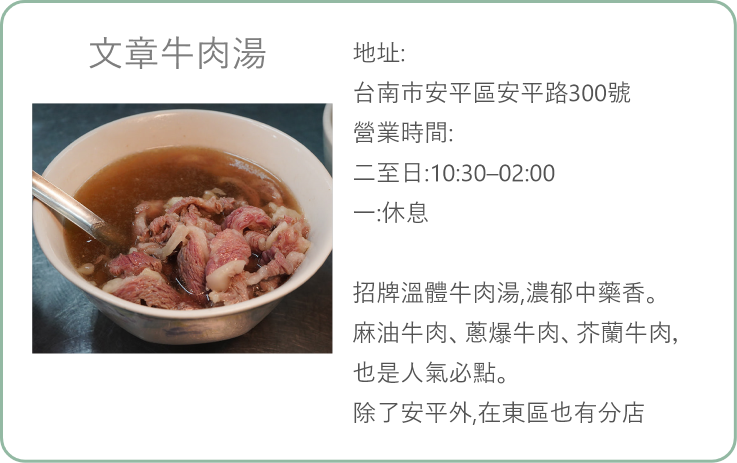 文章牛肉湯
地址:
台南市安平區安平路300號
營業時間:
二至日:10:30–02:00
一:休息
招牌溫體牛肉湯,濃郁中藥香。
麻油牛肉、蔥爆牛肉、芥蘭牛肉,
也是人氣必點。
除了安平外,在東區也有分店